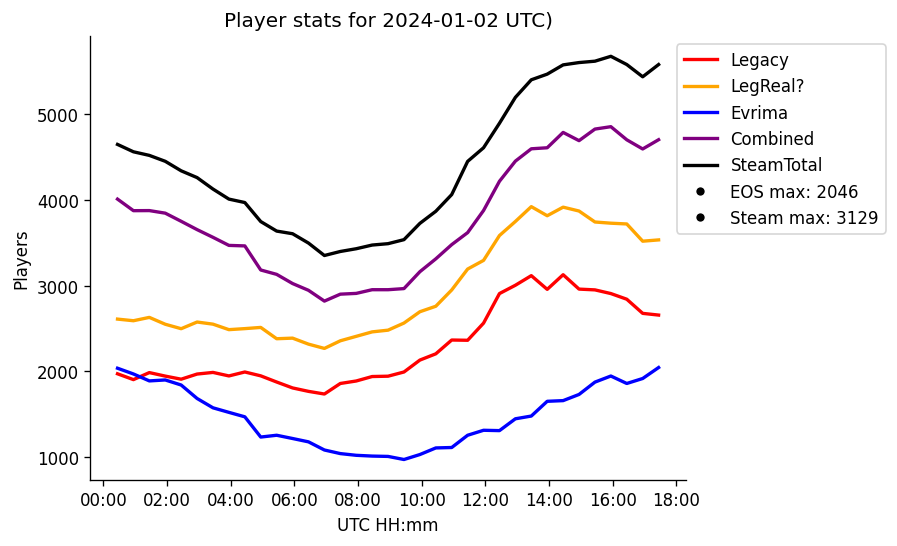 Player stats for 2024-01-02 UTC)
Legacy
LegReal?
Evrima
Combined
SteamTotal
EOS max: 2046
Steam max: 3129
Players
5000
4000
3000
2000
1000
00:00 02:00 04:00 06:00 08:00 10:00 12:00 14:00 16:00 18:00
UTC HH:mm